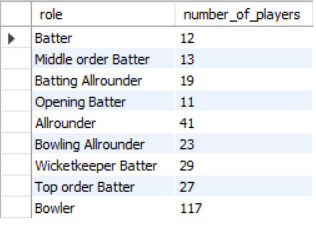 role number_of_players
Batter 12
Middle order Batter 13
Batting Allrounder 19
Opening Batter 11
Allrounder 41
Bowling Allrounder 23
Wicketkeeper Batter 29
Top order Batter 27
Bowler 117